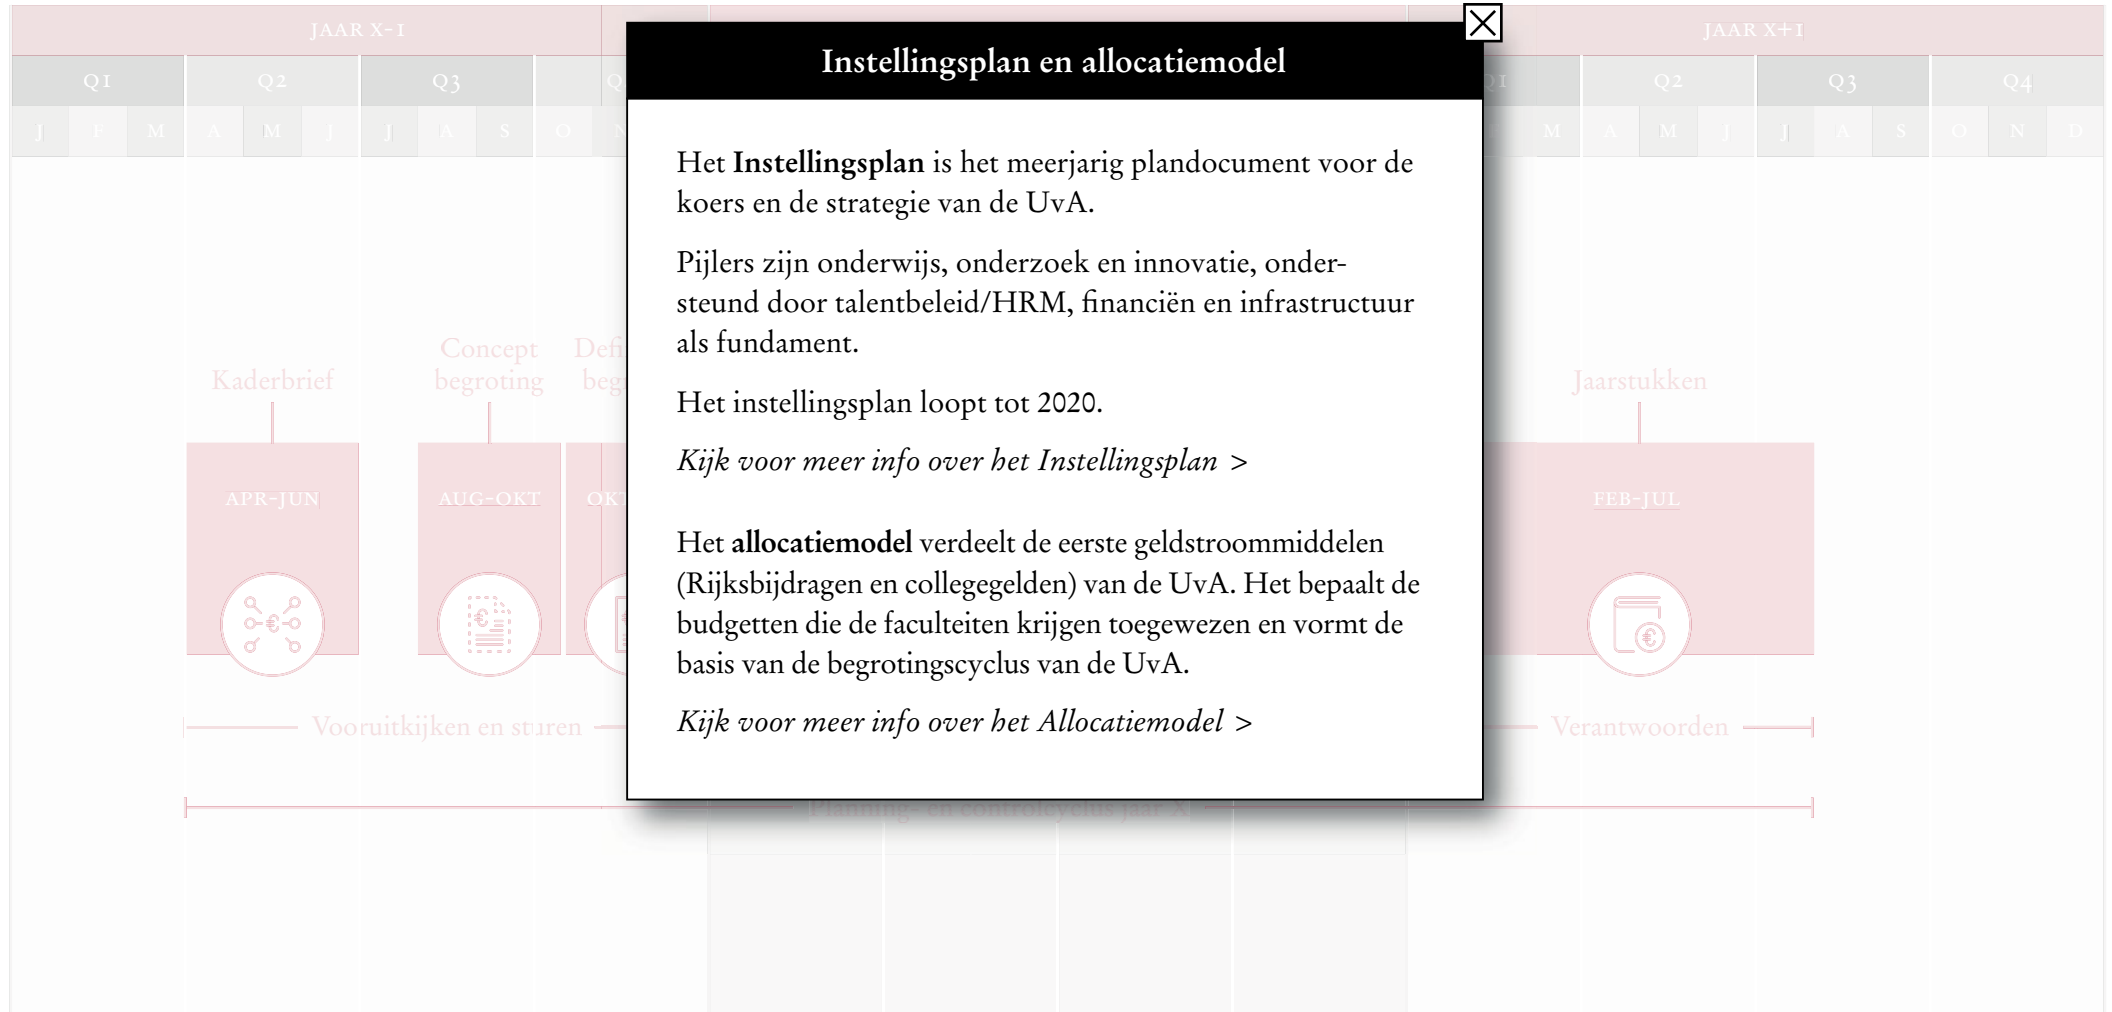 JAAR X-1
JAAR X+1
Q1 Q2 Q3
Q2 Q3 Q4
J F M A M J J A S O
M A M J J A S O N D
Instellingsplan en allocatiemodel
Het Instellingsplan is het meerjarig plandocument voor de
koers en de strategie van de UvA.
Pijlers zijn onderwijs, onderzoek en innovatie, onder-
steund door talentbeleid/HRM, financiën en infrastructuur
als fundament.
Het instellingsplan loopt tot 2020.
Kijk voor meer info over het Instellingsplan >
Het allocatiemodel verdeelt de eerste geldstroommiddelen
(Rijksbijdragen en collegegelden) van de UvA. Het bepaalt de
budgetten die de faculteiten krijgen toegewezen en vormt de
basis van de begrotingscyclus van de UvA.
Kijk voor meer info over het Allocatiemodel >
Kaderbrief
Concept
begroting
Jaarstukken
APR-JUN
AUG-OKT
FEB-JUL
Vooruitkijken en sturen
Verantwoorden
Planning- en controlcyclus jaar X